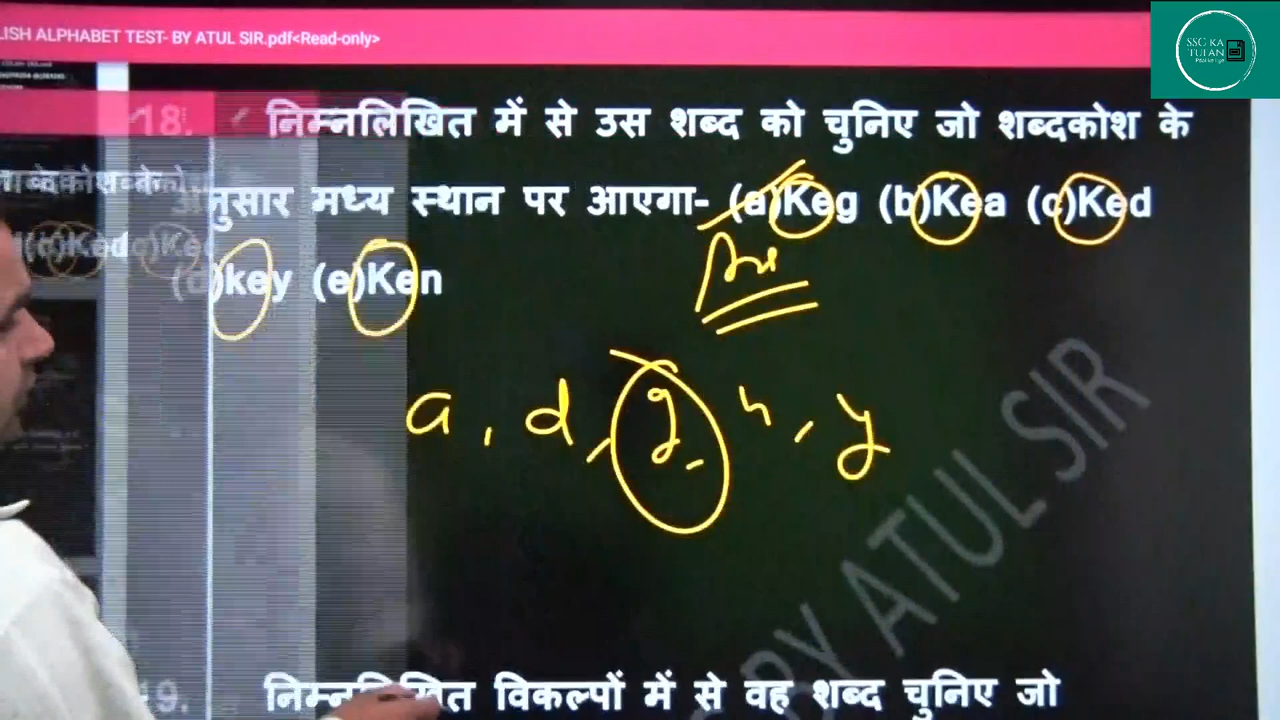 LISH ALPHABET TEST- BY ATUL SIR.pdf<Read-only>
SSC KA
TUFAN
18. निम्नलिखित में से उस शब्द को चुनिए जो शब्दकोश के
अनुसार मध्य स्थान पर आएगा- (a)Keg (b)Kea (c)Ked
Ans
(d)key (e)Ken
a, d, g, n, y
BY ATUL SIR
19. निम्नलिखित विकल्पों में से वह शब्द चुनिए जो